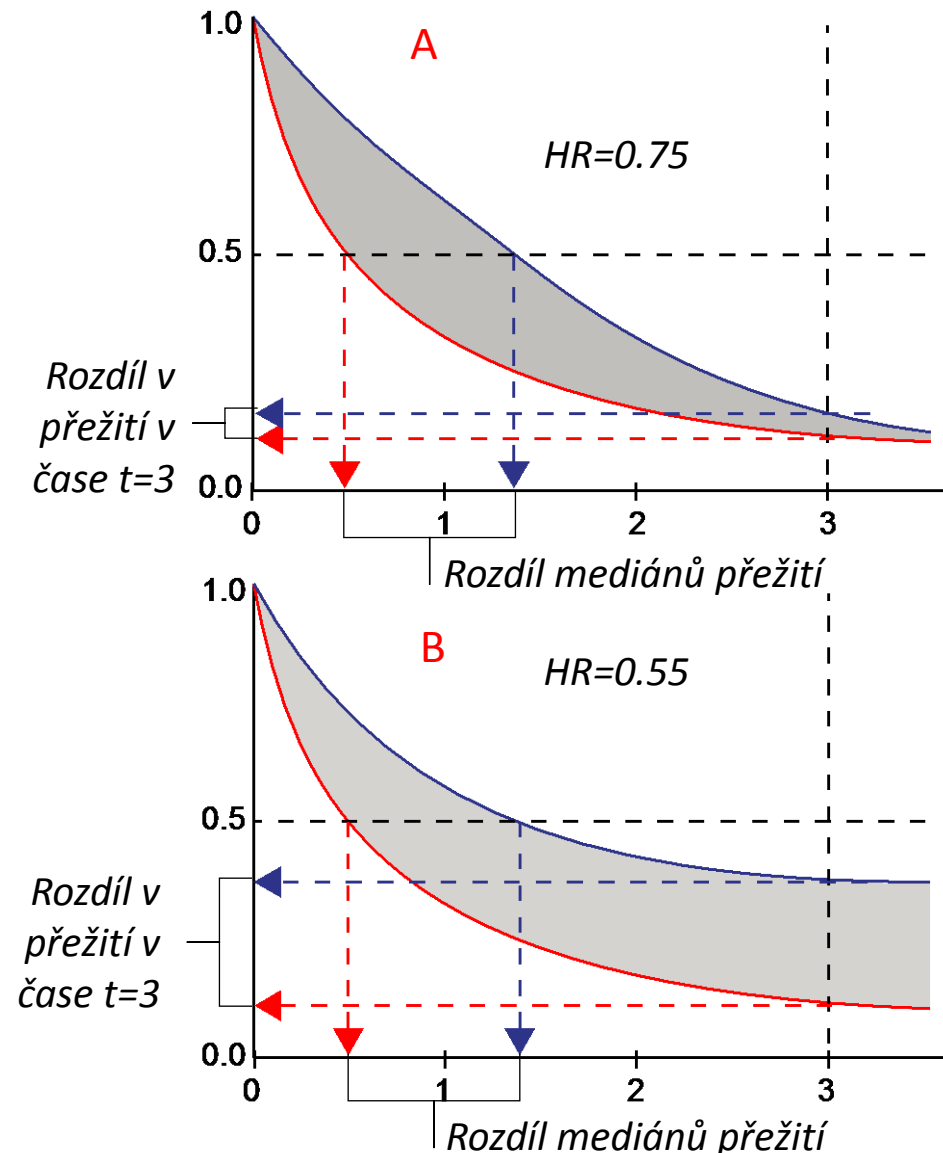 1.0
A
HR=0.75
0.5
Rozdíl v
přežití v
čase t=3
0.0
0 1 2 3
Rozdíl mediánů přežití
1.0
B
HR=0.55
0.5
Rozdíl v
přežití v
čase t=3
0.0
0 1 2 3
Rozdíl mediánů přežití